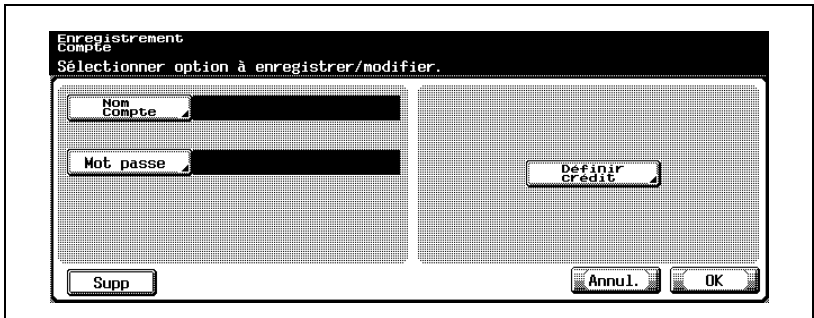 Enregistrement
Compte
Sélectionner option à enregistrer/modifier.
Nom
Compte
Mot passe
Définir
crédit
Supp
Annul.
OK